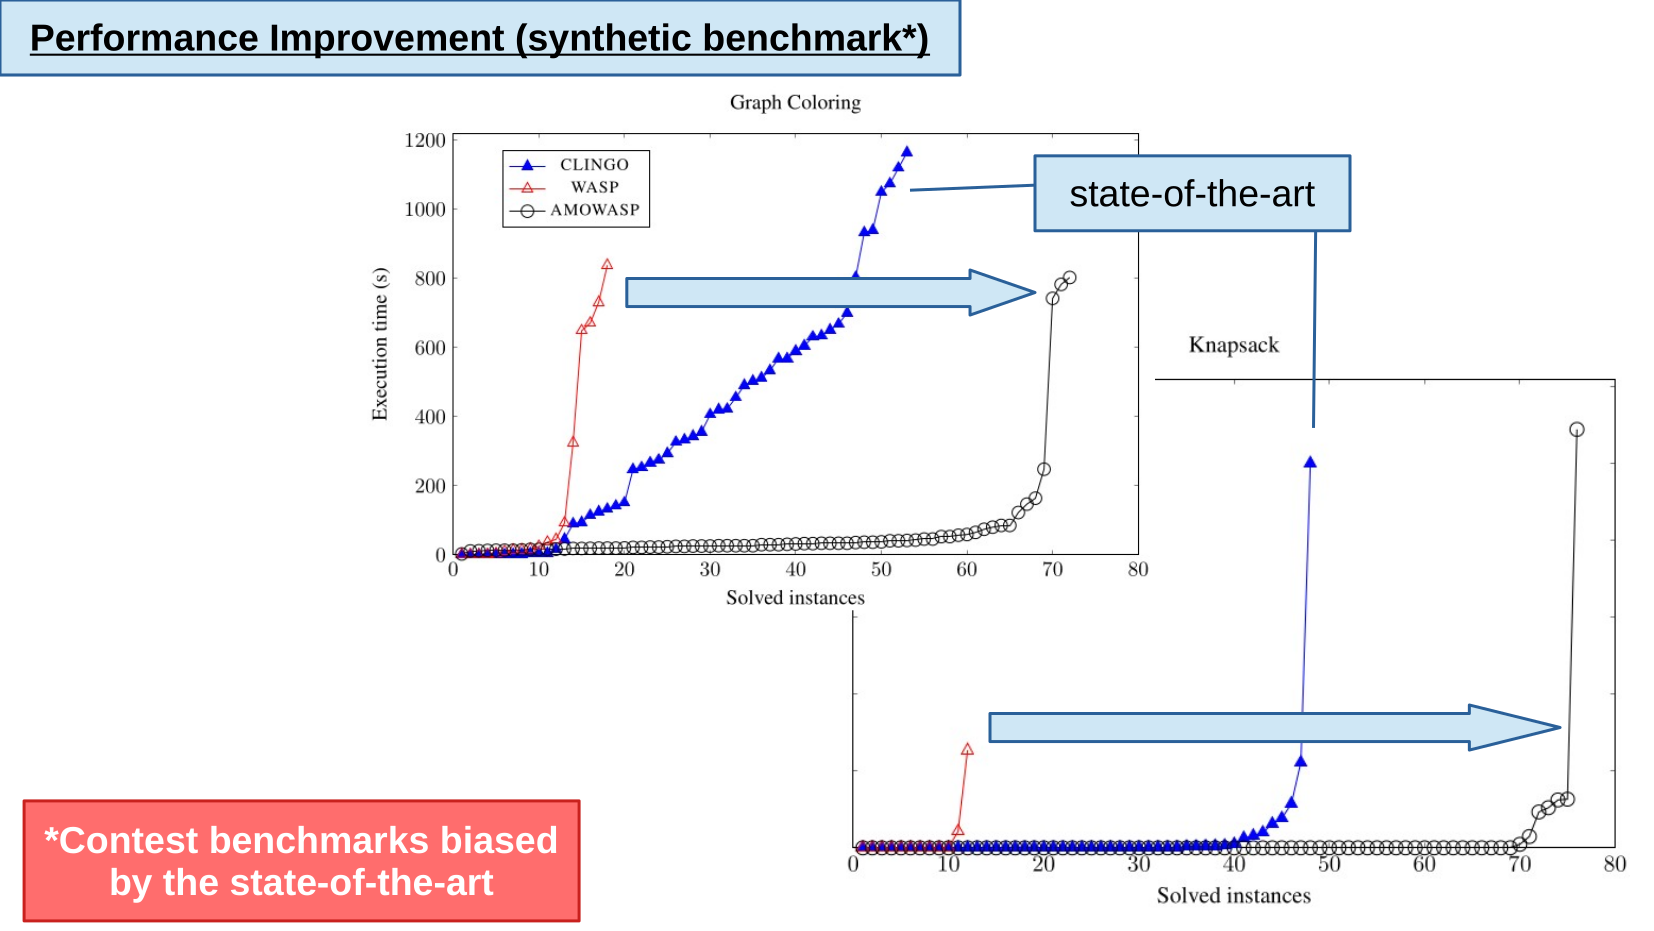 Performance Improvement (synthetic benchmark*)
Graph Coloring
1200
1000
800
600
400
200
0
Execution time (s)
CLINGO
WASP
AMOWASP
0 10 20 30 40 50 60 70 80
Solved instances
state-of-the-art
Knapsack
0 10 20 30 40 50 60 70 80
Solved instances
*Contest benchmarks biased
by the state-of-the-art